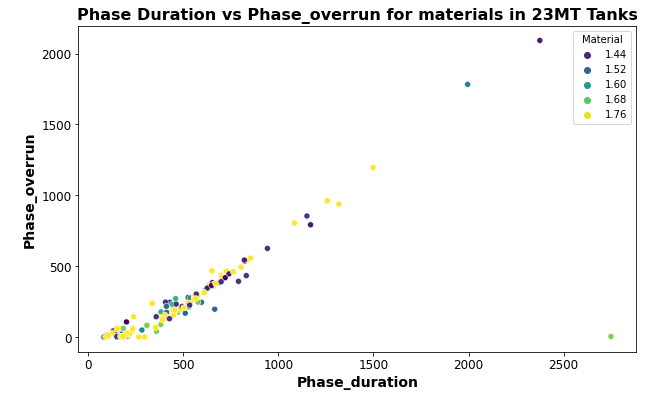 Phase Duration vs Phase_overrun for materials in 23MT Tanks
Material
1.44
1.52
1.60
1.68
1.76
2000
1500
1000
500
0
Phase_overrun
0 500 1000 1500 2000 2500
Phase_duration